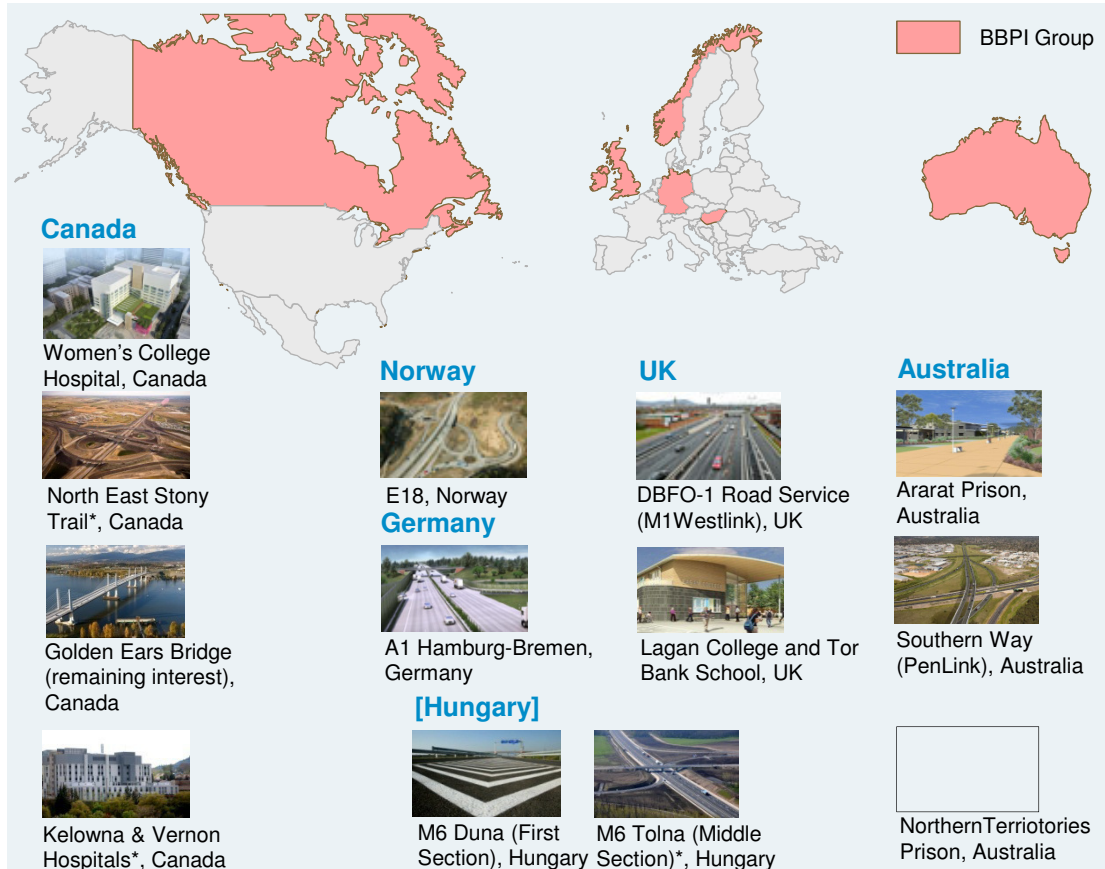 BBPI Group
Canada
Women's College
Hospital, Canada
North East Stony
Trail*, Canada
Golden Ears Bridge
(remaining interest),
Canada
Kelowna & Vernon
Hospitals*, Canada
Norway
E18, Norway
Germany
A1 Hamburg-Bremen,
Germany
[Hungary]
M6 Duna (First
Section), Hungary
M6 Tolna (Middle
Section)*, Hungary
UK
DBFO-1 Road Service
(M1Westlink), UK
Lagan College and Tor
Bank School, UK
Australia
Ararat Prison,
Australia
Southern Way
(PenLink), Australia
NorthernTerriotories
Prison, Australia